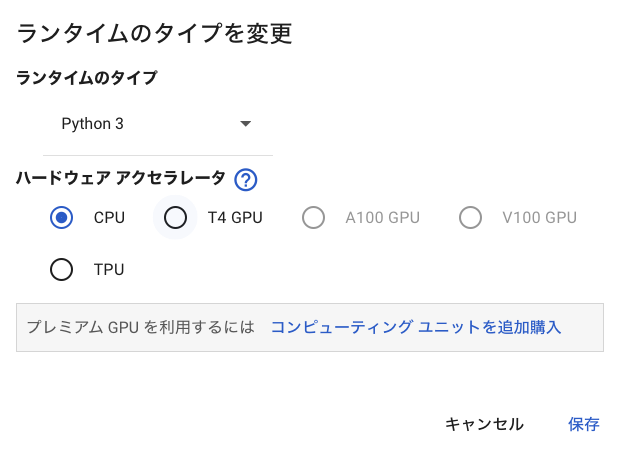 ランタイムのタイプを変更
ランタイムのタイプ
Python 3
ハードウェア アクセラレータ ?
CPU T4 GPU A100 GPU V100 GPU
TPU
プレミアム GPU を利用するには コンピューティング ユニットを追加購入
キャンセル 保存